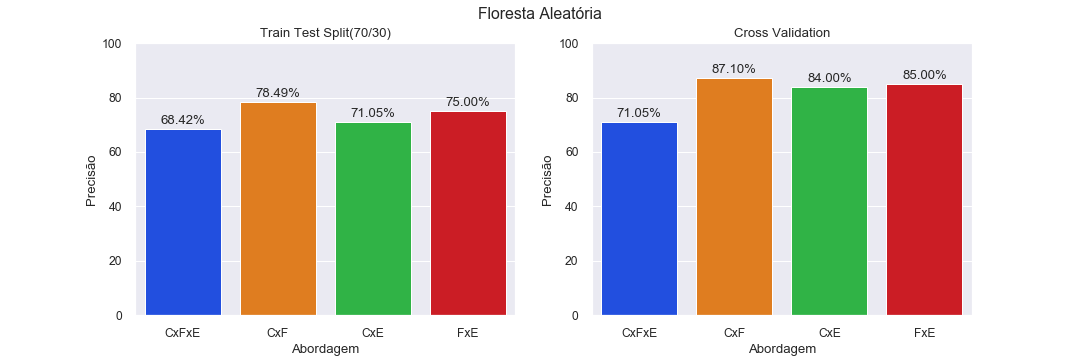 Floresta Aleatória
Train Test Split(70/30)
100
80
60
40
20
0
Precisão
68.42%
78.49%
71.05%
75.00%
CxFxE
CxF
CxE
FxE
Abordagem
Cross Validation
100
80
60
40
20
0
Precisão
71.05%
87.10%
84.00%
85.00%
CxFxE
CxF
CxE
FxE
Abordagem